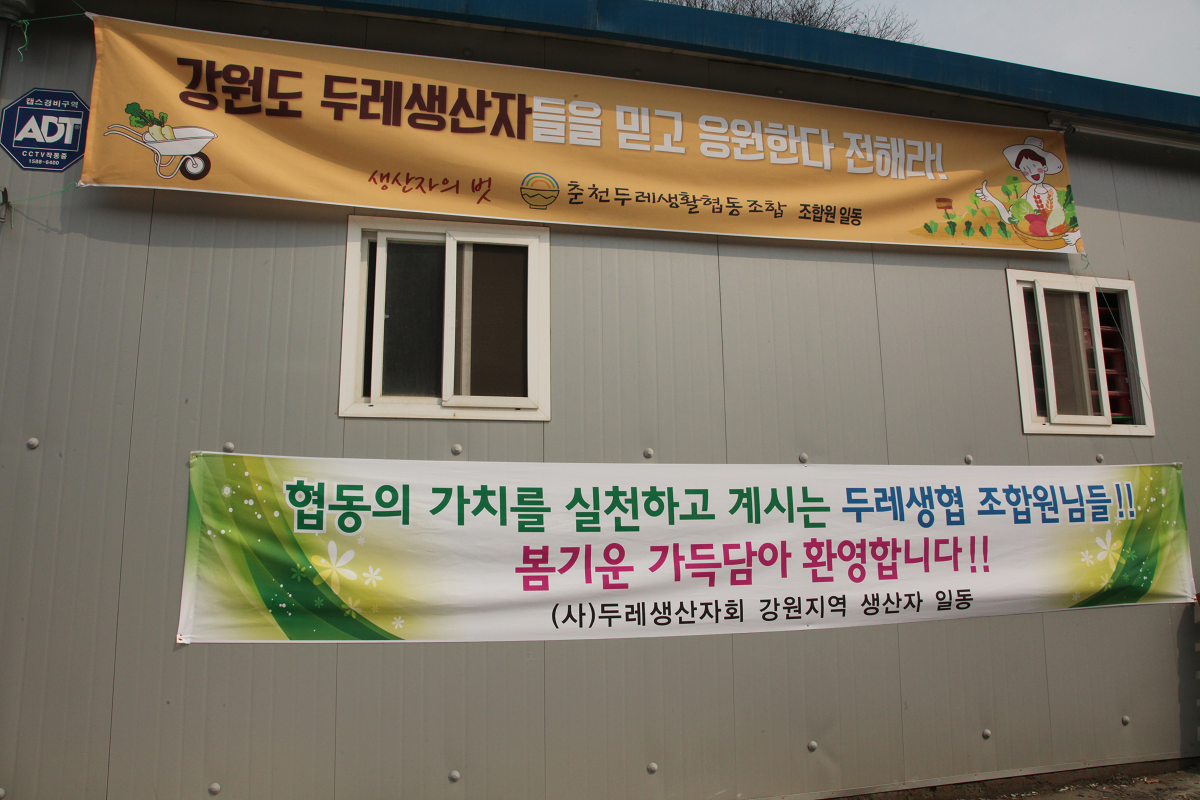 강원도 두레생산자들을 믿고 응원한다 전해라!
생산자의 벗 춘천두레생활협동조합 조합원 일동
캡스경비구역
ADT
CCTV작동중
1588-6400
협동의 가치를 실천하고 계시는 두레생협 조합원님들!!
봄기운 가득담아 환영합니다!!
(사)두레생산자회 강원지역 생산자 일동